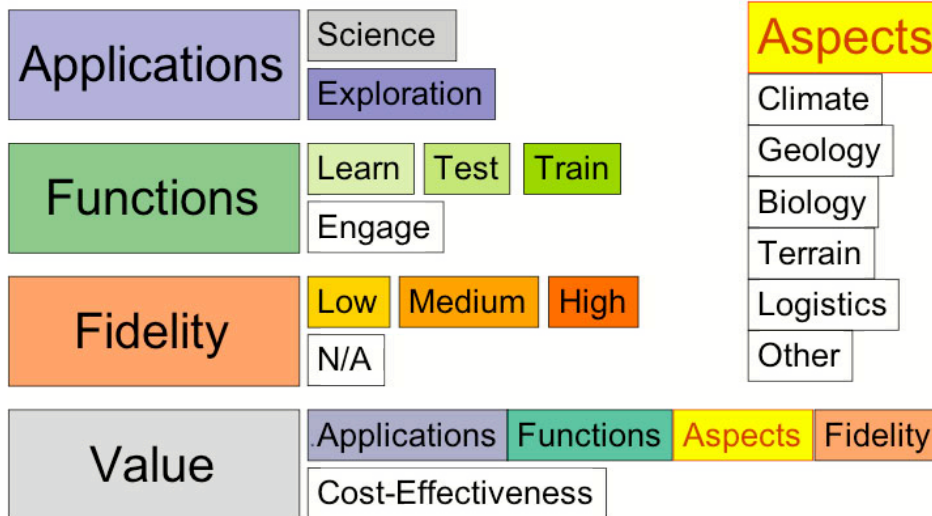 Applications
Science
Exploration
Functions
Learn Test Train
Engage
Fidelity
Low Medium High
N/A
Value
.Applications Functions Aspects Fidelity
Cost-Effectiveness
Aspects
Climate
Geology
Biology
Terrain
Logistics
Other